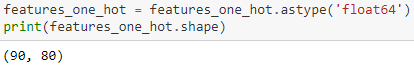 features_one_hot = features_one_hot.astype('float64')
print(features_one_hot.shape)
(90, 80)